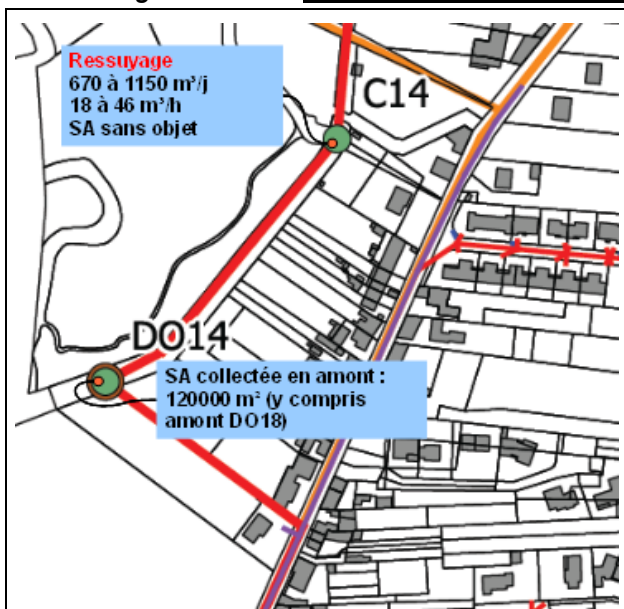 Ressuyage
670 à 1150 m³/j
18 à 46 m³/h
SA sans objet
C14
DO14
SA collectée en amont :
120000 m² (y compris
amont DO18)